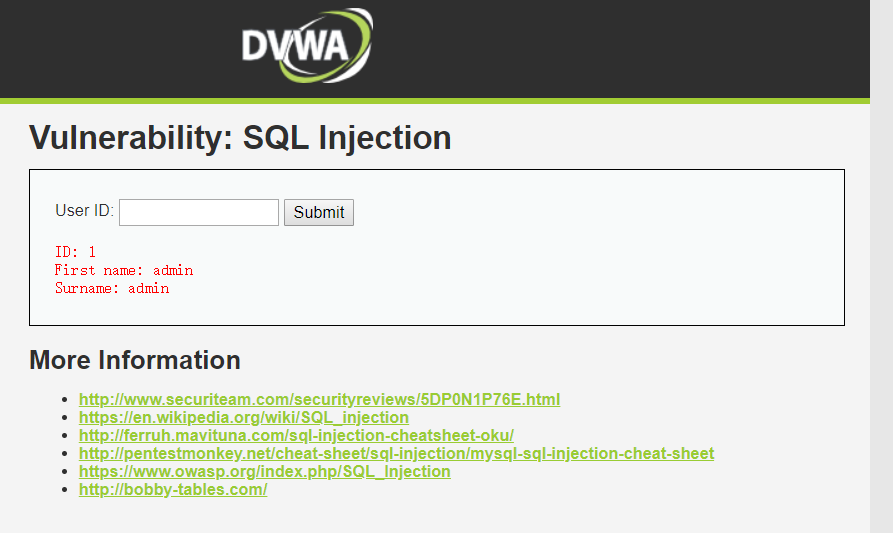 DVWA
Vulnerability: SQL Injection
User ID: Submit
ID: 1
First name: admin
Surname: admin
More Information
http://www.securiteam.com/securityreviews/5DP0N1P76E.html
https://en.wikipedia.org/wiki/SQL_injection
http://ferruh.mavituna.com/sql-injection-cheatsheet-oku/
http://pentestmonkey.net/cheat-sheet/sql-injection/mysql-sql-injection-cheat-sheet
https://www.owasp.org/index.php/SQL_Injection
http://bobby-tables.com/